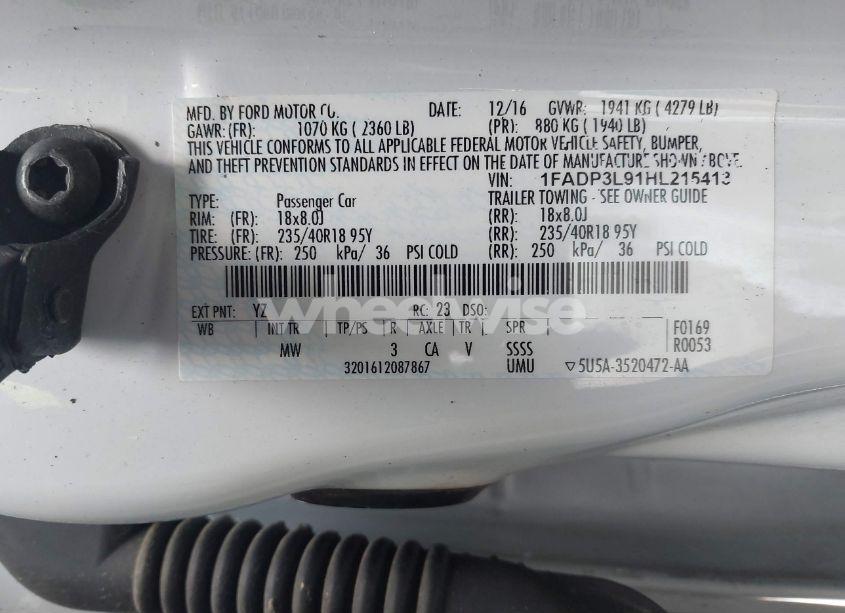 MFD. BY FORD MOTOR CO. DATE: 12/16 GVWR: 1941 KG ( 4279 LB)
GAWR: (FR): 1070 KG ( 2360 LB) (PR): 880 KG ( 1940 LB)
THIS VEHICLE CONFORMS TO ALL APPLICABLE FEDERAL MOTOR VEHICLE SAFETY, BUMPER,
AND THEFT PREVENTION STANDARDS IN EFFECT ON THE DATE OF MANUFACTURE SHOWN ABOVE.
VIN: 1FADP3L91HL215413
TYPE: Passenger Car TRAILER TOWING - SEE OWNER GUIDE
RIM: (FR): 18x8.0J (RR): 18x8.0J
TIRE: (FR): 235/40R18 95Y (RR): 235/40R18 95Y
PRESSURE: (FR): 250 kPa/ 36 PSI COLD (RR): 250 kPa/ 36 PSI COLD
EXT PNT: YZ RC: 23 DSO:
WB INT TR TP/PS R AXLE TR SPR F0169
MW 3 CA V SSSS R0053
3201612087867 UMU ▽5U5A-3520472-AA
wheelwise